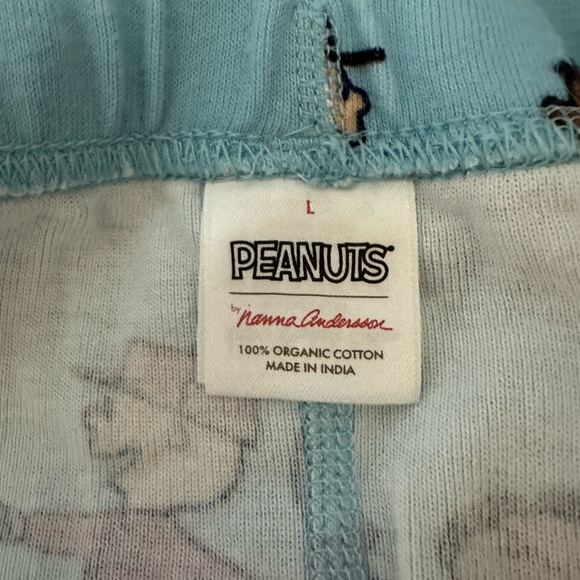 L
PEANUTS
by hanna Andersson
100% ORGANIC COTTON
MADE IN INDIA